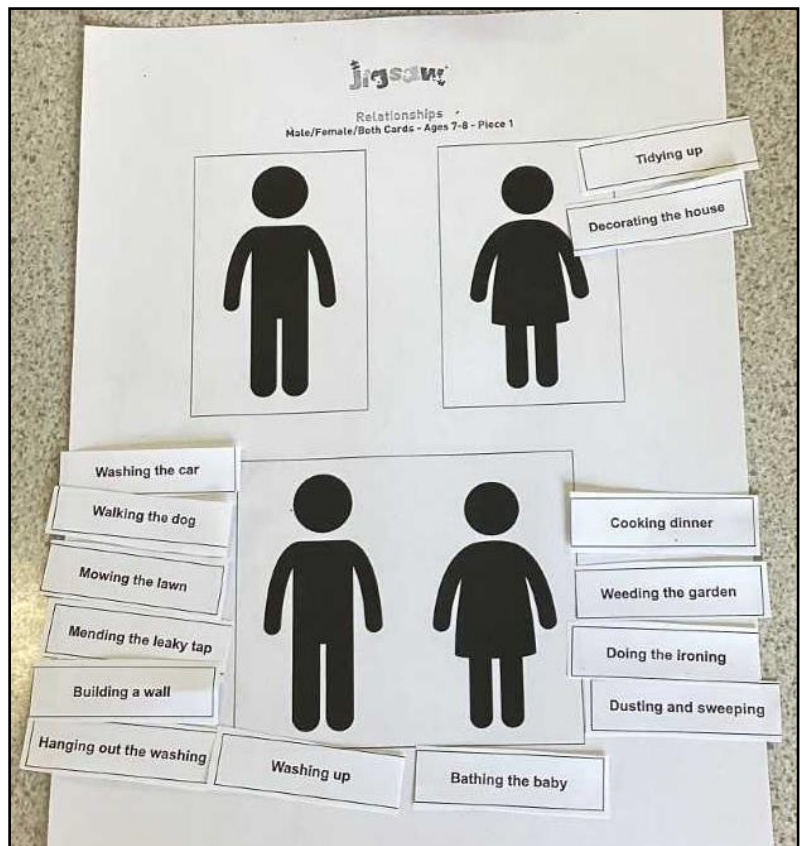 jigsaw
Relationships
Male/Female/Both Cards - Ages 7-8 - Piece 1
Tidying up
Decorating the house
Washing the car
Walking the dog
Mowing the lawn
Mending the leaky tap
Building a wall
Hanging out the washing
Washing up
Bathing the baby
Cooking dinner
Weeding the garden
Doing the ironing
Dusting and sweeping